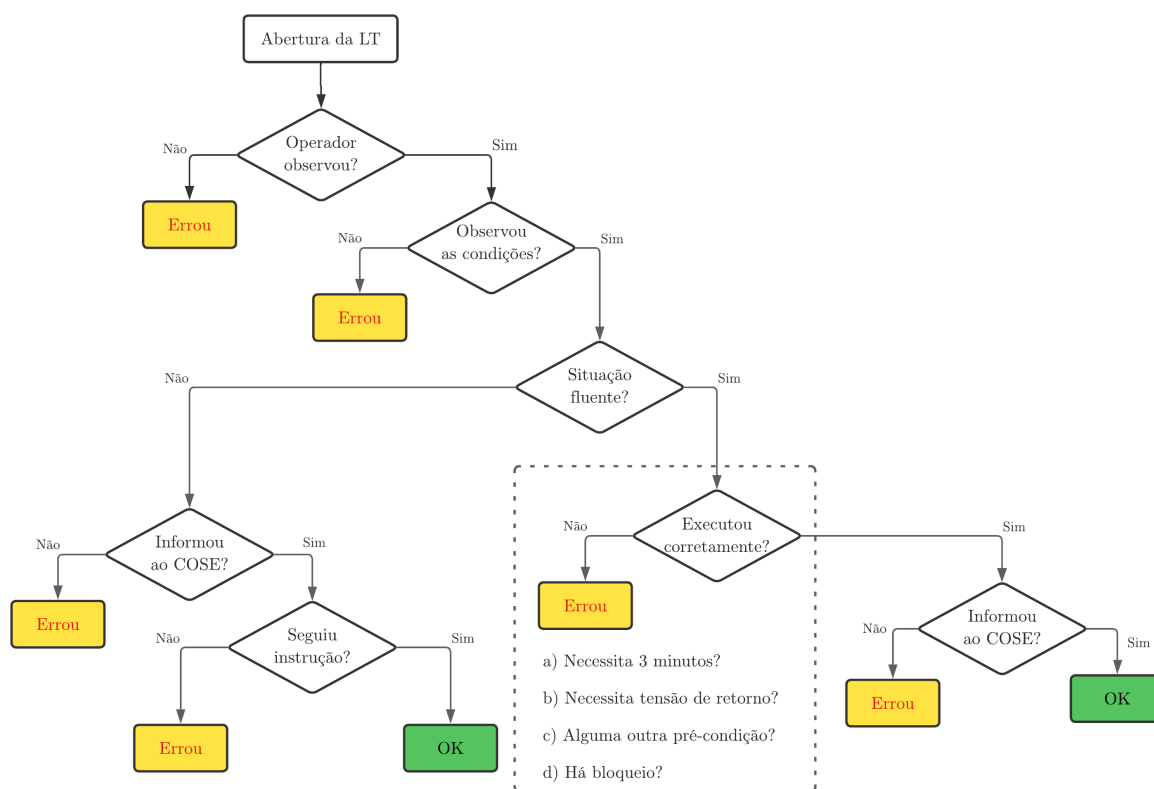 Abertura da LT
Operador
observou?
Não
Sim
Errou
Observou
as condições?
Não
Sim
Errou
Situação
fluente?
Não
Sim
Informou
ao COSE?
Não
Sim
Errou
Seguiu
instrução?
Não
Sim
Errou
OK
Executou
corretamente?
Não
Sim
Errou
a) Necessita 3 minutos?
b) Necessita tensão de retorno?
c) Alguma outra pré-condição?
d) Há bloqueio?
Informou
ao COSE?
Não
Sim
Errou
OK